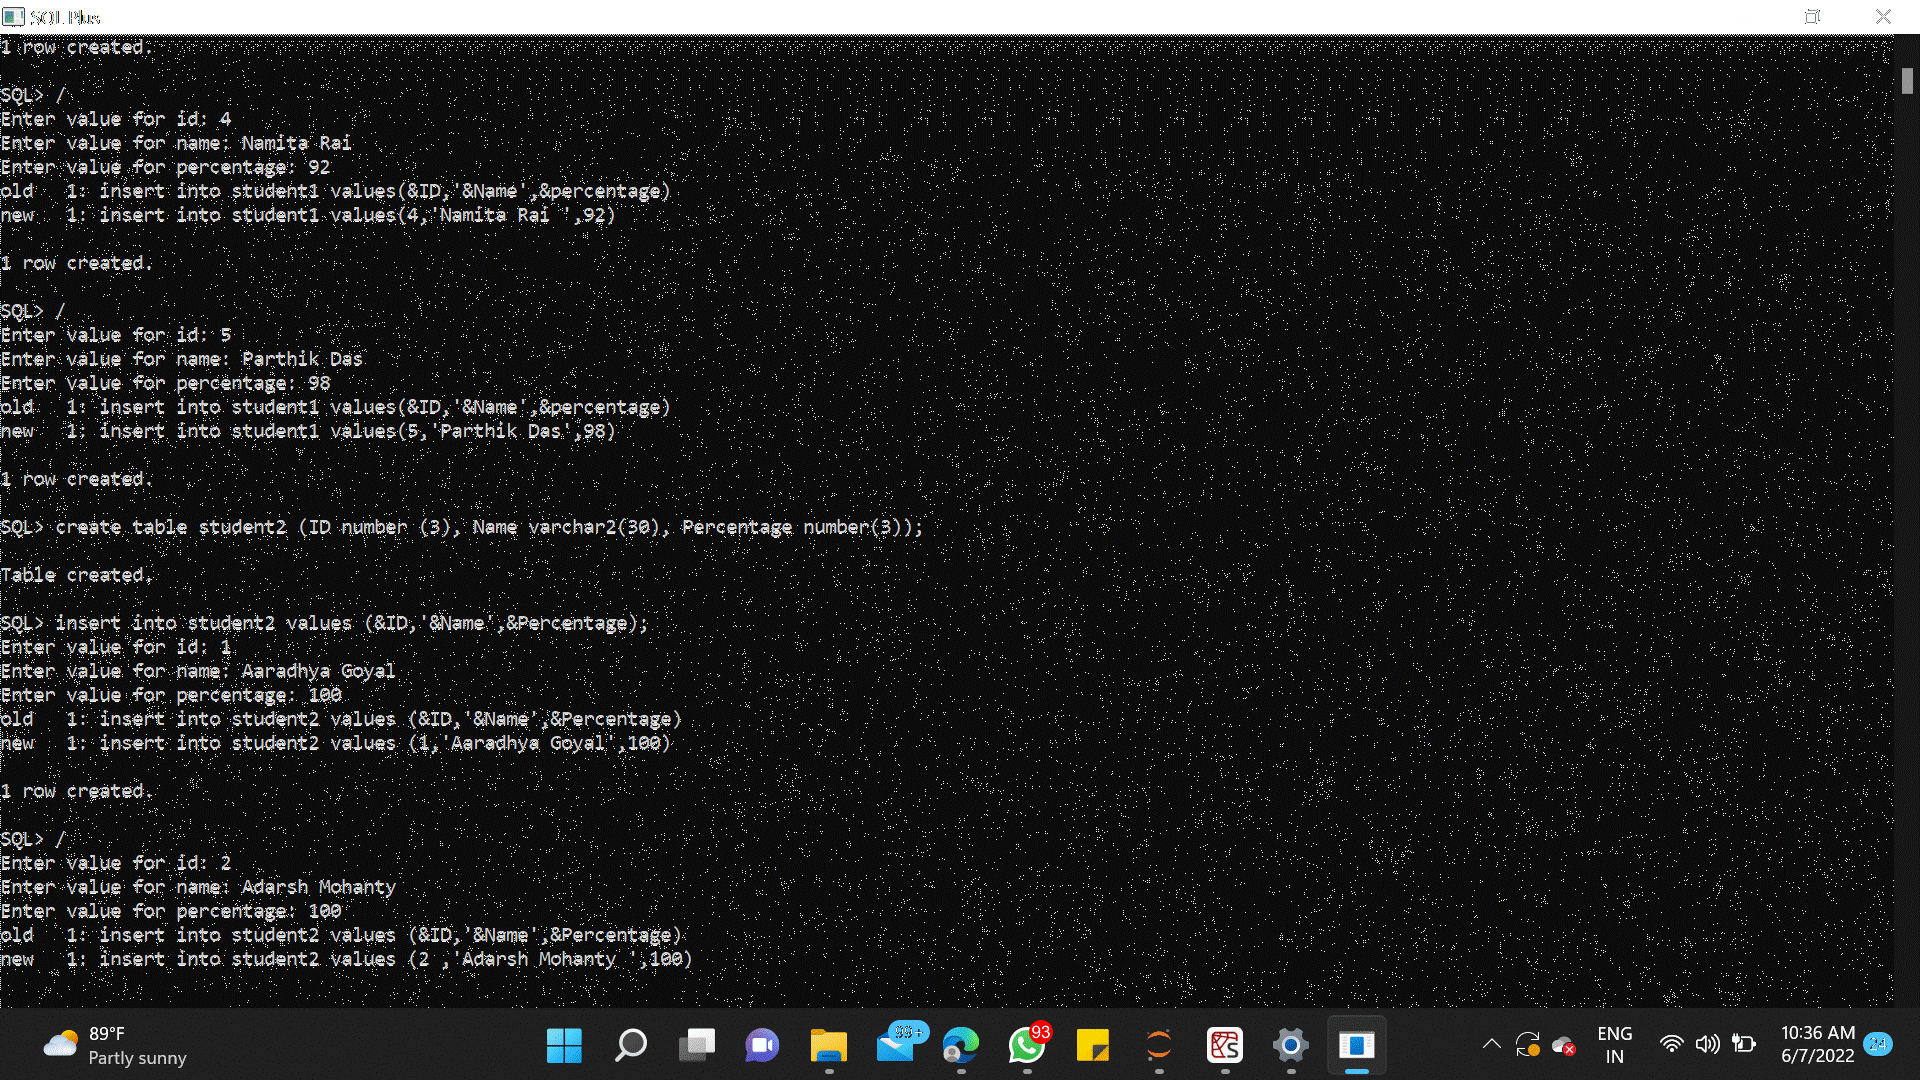 SQL Plus
1 row created.
SQL> /
Enter value for id: 4
Enter value for name: Namita Rai
Enter value for percentage: 92
old   1: insert into student1 values(&ID,'&Name',&percentage)
new   1: insert into student1 values(4,'Namita Rai ',92)
1 row created.
SQL> /
Enter value for id: 5
Enter value for name: Parthik Das
Enter value for percentage: 98
old   1: insert into student1 values(&ID,'&Name',&percentage)
new   1: insert into student1 values(5,'Parthik Das',98)
1 row created.
SQL> create table student2 (ID number (3), Name varchar2(30), Percentage number(3));
Table created.
SQL> insert into student2 values (&ID,'&Name',&Percentage);
Enter value for id: 1
Enter value for name: Aaradhya Goyal
Enter value for percentage: 100
old   1: insert into student2 values (&ID,'&Name',&Percentage)
new   1: insert into student2 values (1,'Aaradhya Goyal',100)
1 row created.
SQL> /
Enter value for id: 2
Enter value for name: Adarsh Mohanty
Enter value for percentage: 100
old   1: insert into student2 values (&ID,'&Name',&Percentage)
new   1: insert into student2 values (2 ,'Adarsh Mohanty ',100)
89°F
Partly sunny
99+
93
ENG
IN
10:36 AM
6/7/2022
24